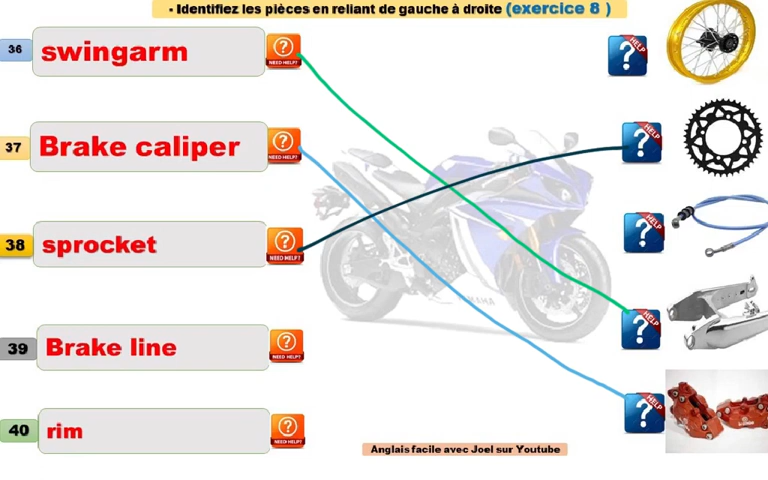 - Identifiez les pièces en reliant de gauche à droite (exercice 8 )
36 swingarm NEED HELP? HELP
37 Brake caliper NEED HELP? HELP
38 sprocket NEED HELP? HELP
39 Brake line NEED HELP? HELP
40 rim NEED HELP? HELP
YAMAHA
Anglais facile avec Joel sur Youtube